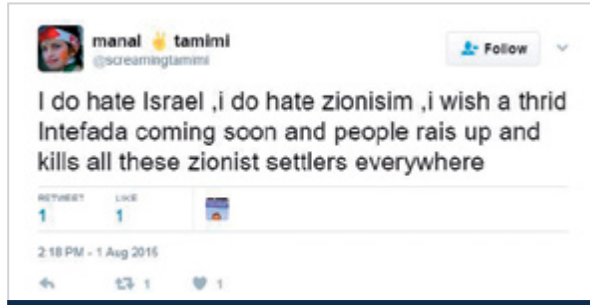 manal ✌ tamimi
@screamingtamimi
Follow
I do hate Israel ,i do hate zionisim ,i wish a thrid
Intefada coming soon and people rais up and
kills all these zionist settlers everywhere
RETWEET LIKE
1 1
2:18 PM - 1 Aug 2015
1 1